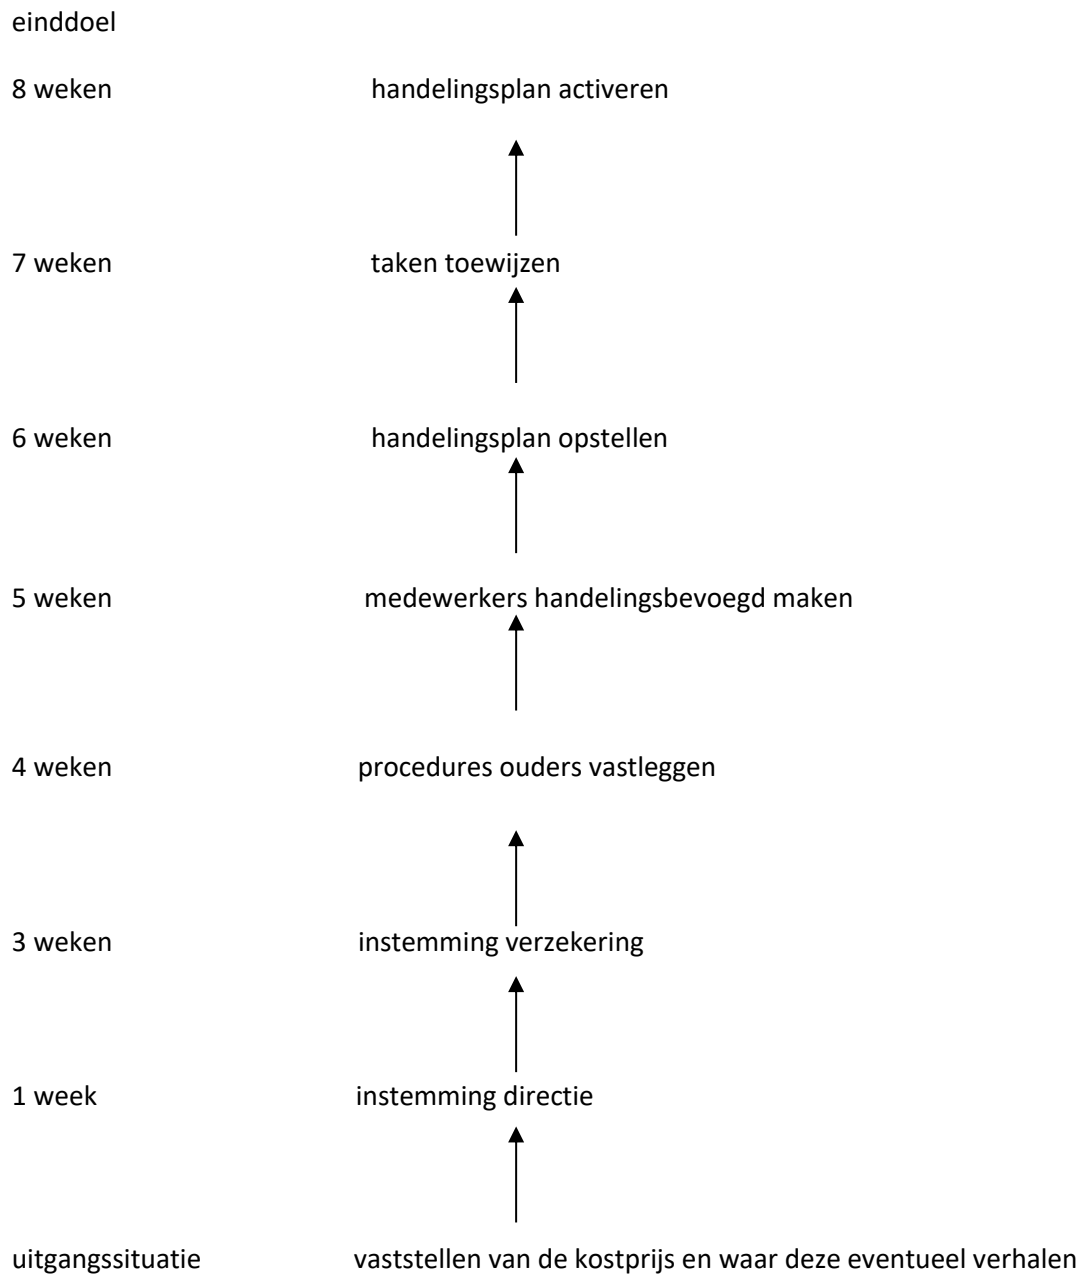 einddoel
8 weken handelingsplan activeren
7 weken taken toewijzen
6 weken handelingsplan opstellen
5 weken medewerkers handelingsbevoegd maken
4 weken procedures ouders vastleggen
3 weken instemming verzekering
1 week instemming directie
uitgangssituatie vaststellen van de kostprijs en waar deze eventueel verhalen